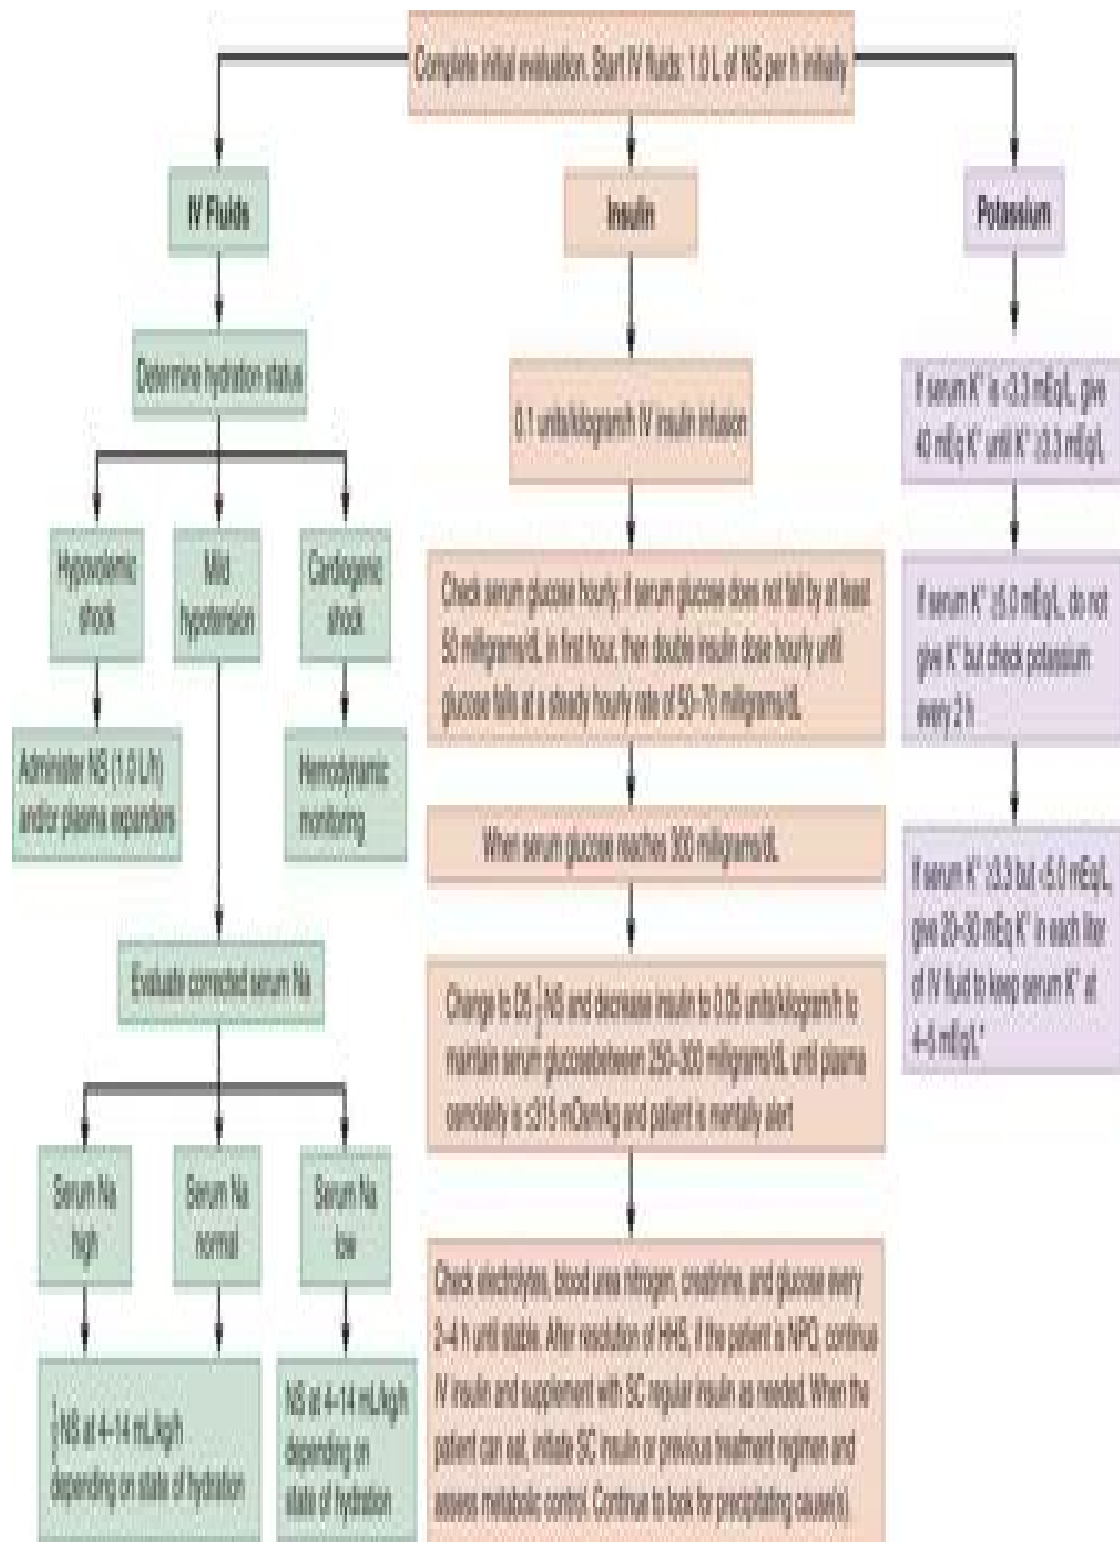 Complete initial evaluation. Start IV fluids: 1.0 L of NS per h initially
IV Fluids
Determine hydration status
Hypovolemic
shock
Mild
hypotension
Cardiogenic
shock
Administer NS (1.0 L/h)
and/or plasma expanders
Hemodynamic
monitoring
Evaluate corrected serum Na
Serum Na
high
Serum Na
normal
Serum Na
low
½NS at 4–14 mL/kg/h
depending on state of hydration
NS at 4–14 mL/kg/h
depending on
state of hydration
Insulin
0.1 units/kilogram/h IV insulin infusion
Check serum glucose hourly, if serum glucose does not fall by at least
50 milligrams/dL in first hour, then double insulin dose hourly until
glucose falls at a steady hourly rate of 50–70 milligrams/dL
When serum glucose reaches 300 milligrams/dL
Change to D5 ½NS and decrease insulin to 0.05 units/kilogram/h to
maintain serum glucosebetween 250–300 milligrams/dL until plasma
osmolality is ≤315 mOsm/kg and patient is mentally alert
Check electrolytes, blood urea nitrogen, creatinine, and glucose every
2–4 h until stable. After resolution of HHS, if the patient is NPO, continue
IV insulin and supplement with SC regular insulin as needed. When the
patient can eat, initiate SC insulin or previous treatment regimen and
assess metabolic control. Continue to look for precipitating cause(s).
Potassium
If serum K⁺ is <3.3 mEq/L, give
40 mEq K⁺ until K⁺ ≥3.3 mEq/L
If serum K⁺ ≥5.0 mEq/L, do not
give K⁺ but check potassium
every 2 h
If serum K⁺ ≥3.3 but <5.0 mEq/L,
give 20–30 mEq K⁺ in each liter
of IV fluid to keep serum K⁺ at
4–5 mEq/L*